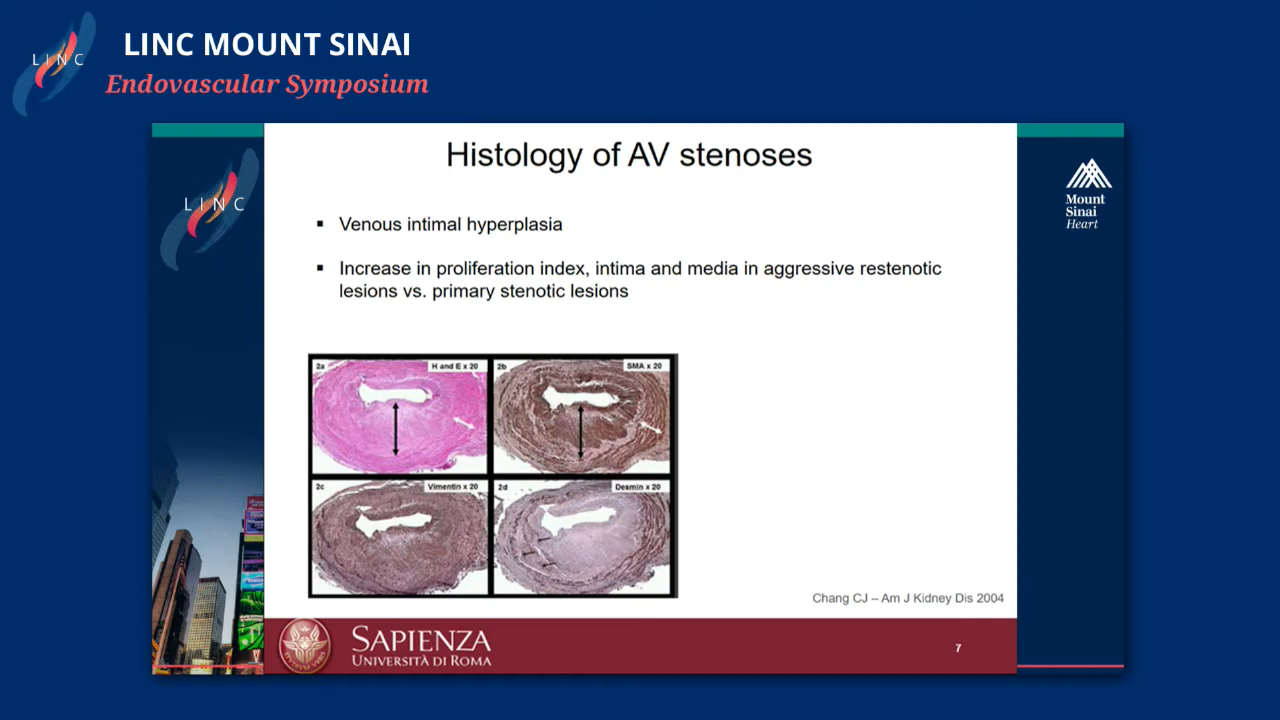 LINC
LINC MOUNT SINAI
Endovascular Symposium
LINC
Mount
Sinai
Heart
Histology of AV stenoses
Venous intimal hyperplasia
Increase in proliferation index, intima and media in aggressive restenotic
lesions vs. primary stenotic lesions
2a
H and E x 20
2b
SMA x 20
2c
Vimentin x 20
2d
Desmin x 20
Chang CJ – Am J Kidney Dis 2004
SAPIENZA
UNIVERSITÀ DI ROMA
7